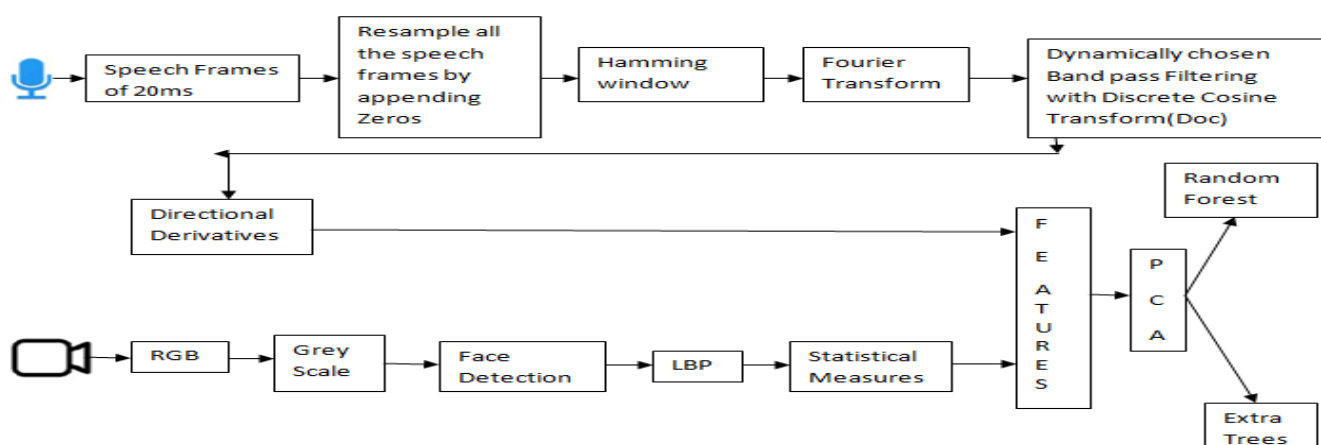 Speech Frames
of 20ms
Resample all
the speech
frames by
appending
Zeros
Hamming
window
Fourier
Transform
Dynamically chosen
Band pass Filtering
with Discrete Cosine
Transform(Doc)
Directional
Derivatives
RGB
Grey
Scale
Face
Detection
LBP
Statistical
Measures
F
E
A
T
U
R
E
S
P
C
A
Random
Forest
Extra
Trees